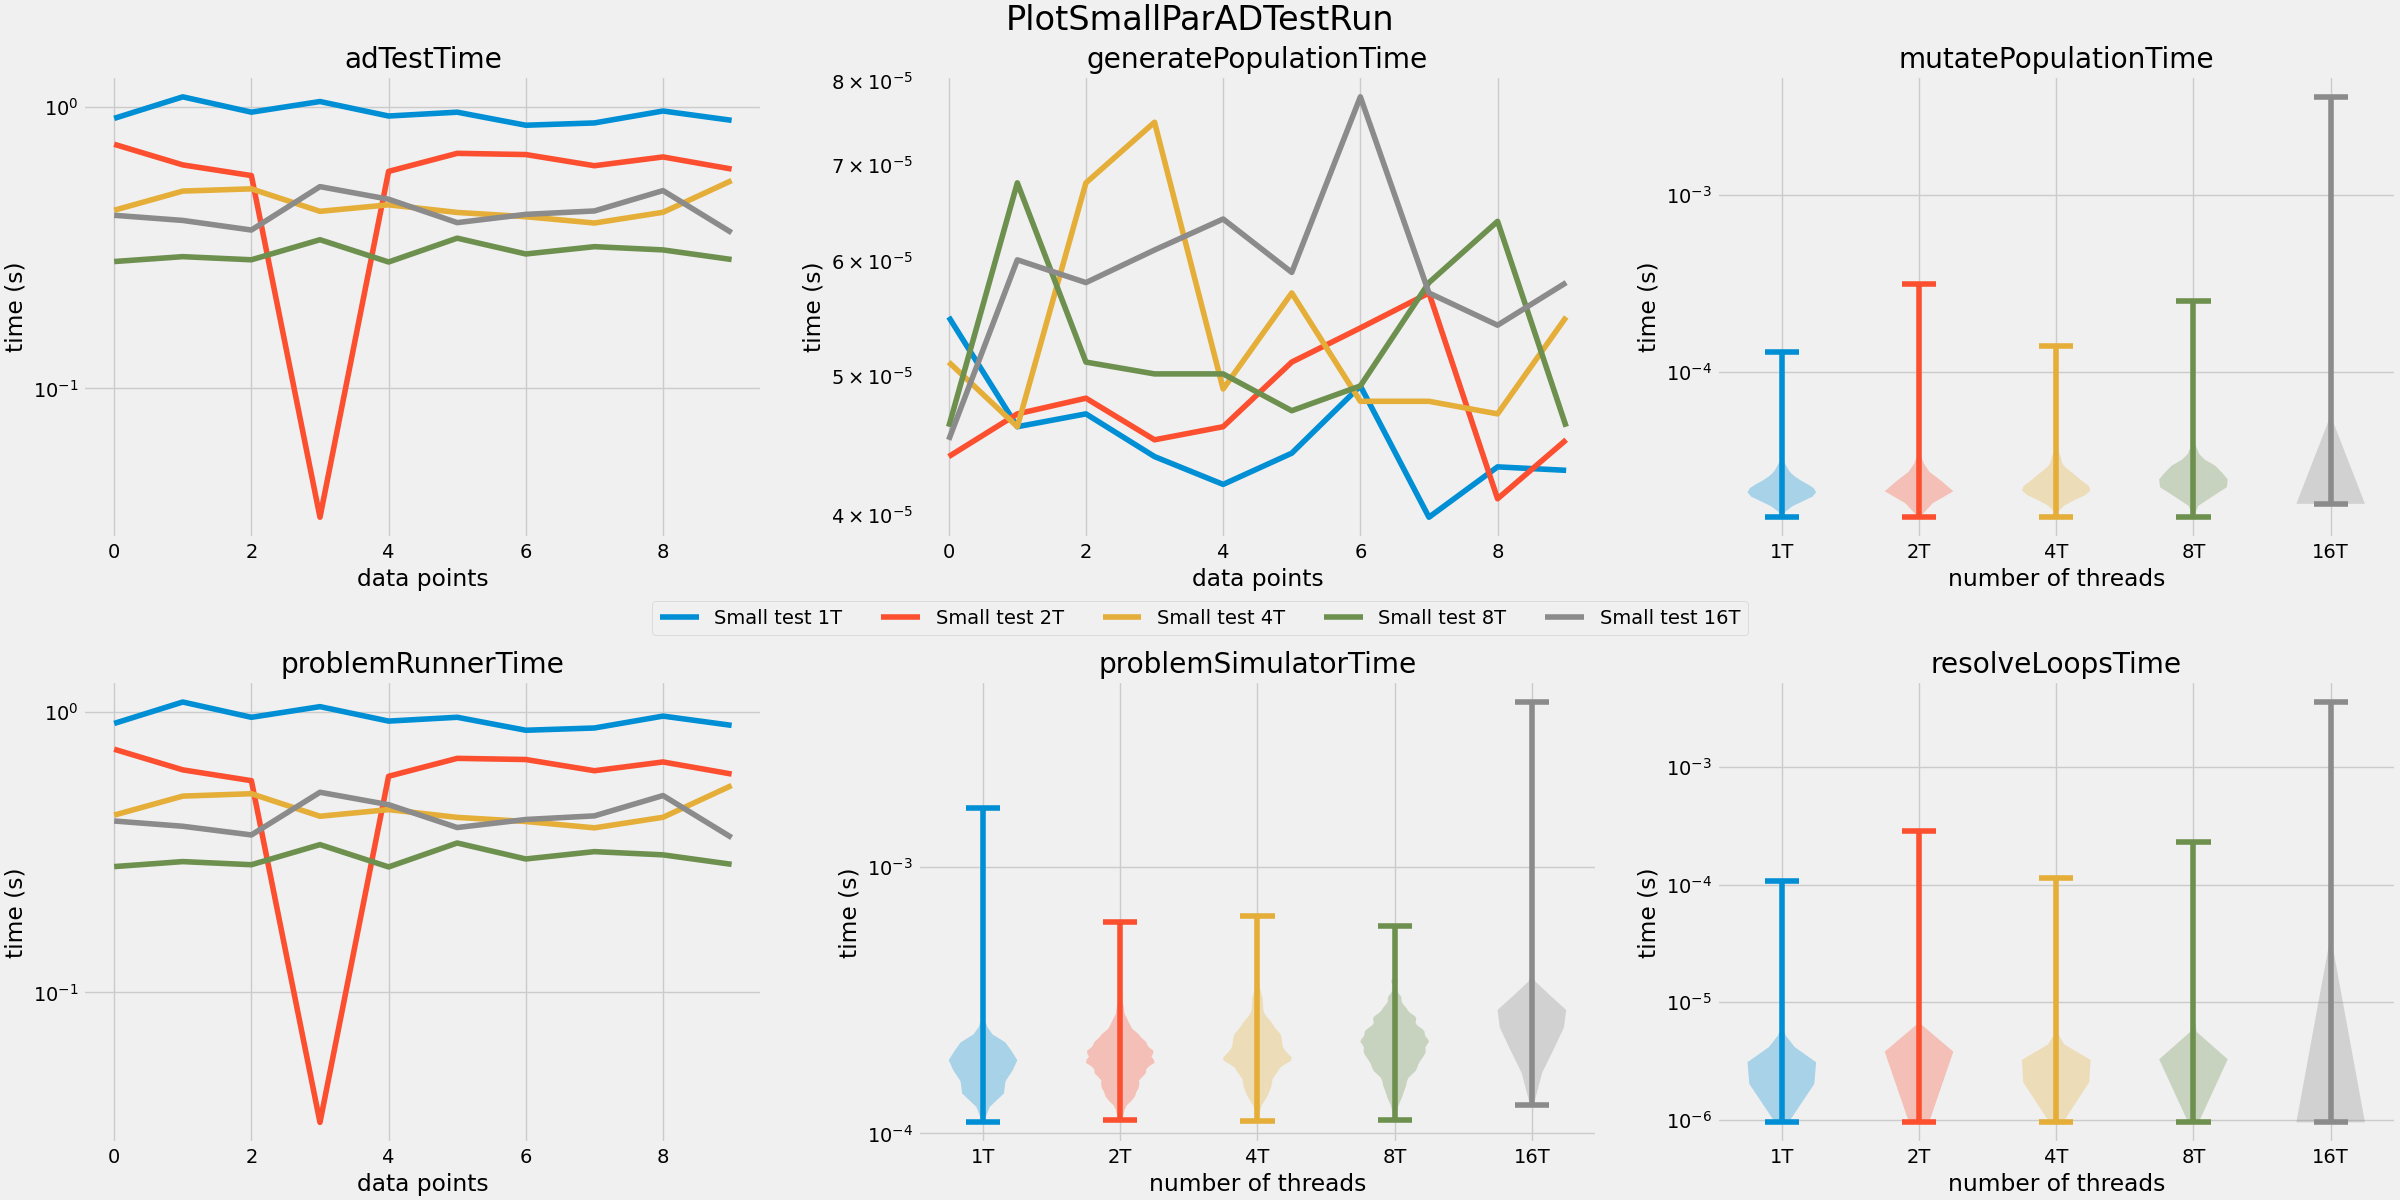 PlotSmallParADTestRun
adTestTime
time (s)
10⁰
10⁻¹
0 2 4 6 8
data points
generatePopulationTime
time (s)
8 × 10⁻⁵
7 × 10⁻⁵
6 × 10⁻⁵
5 × 10⁻⁵
4 × 10⁻⁵
0 2 4 6 8
data points
mutatePopulationTime
time (s)
10⁻³
10⁻⁴
1T 2T 4T 8T 16T
number of threads
Small test 1T Small test 2T Small test 4T Small test 8T Small test 16T
problemRunnerTime
time (s)
10⁰
10⁻¹
0 2 4 6 8
data points
problemSimulatorTime
time (s)
10⁻³
10⁻⁴
1T 2T 4T 8T 16T
number of threads
resolveLoopsTime
time (s)
10⁻³
10⁻⁴
10⁻⁵
10⁻⁶
1T 2T 4T 8T 16T
number of threads